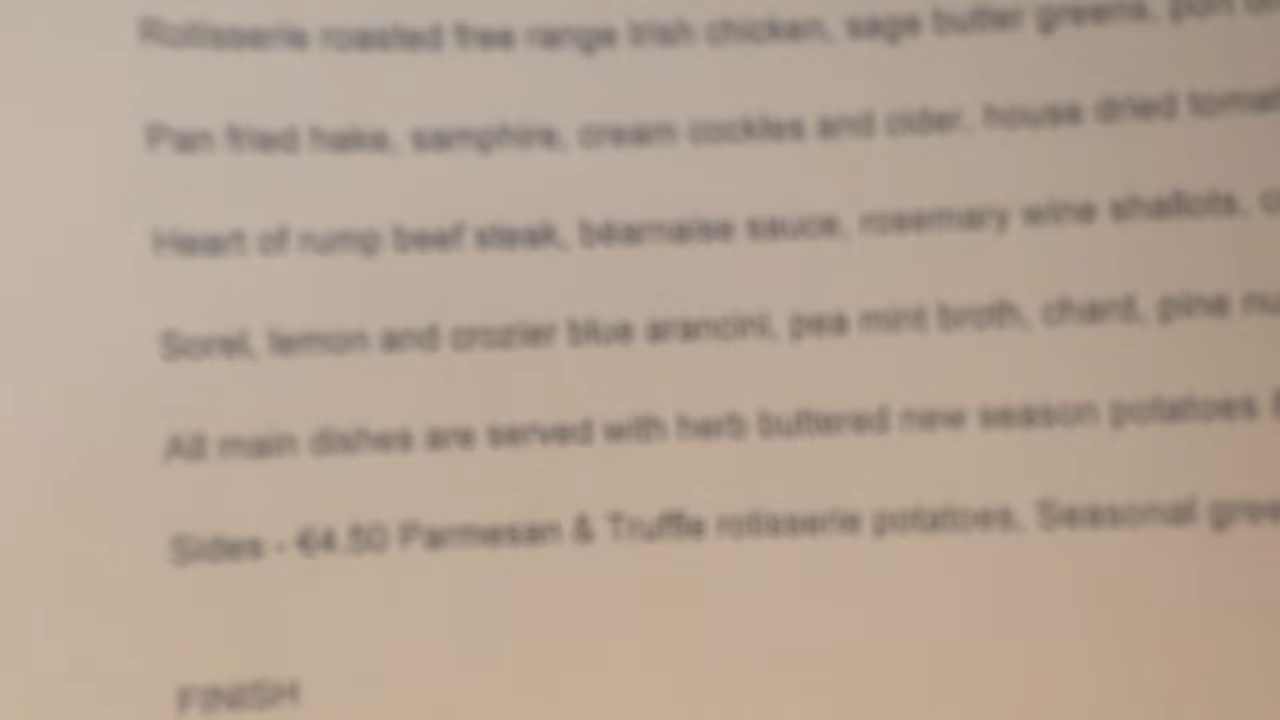 Rotisserie roasted free range Irish chicken, sage butter greens, port
Pan fried hake, samphire, cream cockles and cider, house dried
Heart of rump beef steak, béarnaise sauce, rosemary wine shallots,
Sorel, lemon and crozier blue arancini, pea mint broth, chard, pine
All main dishes are served with herb buttered new season potatoes
Sides - €4.50 Parmesan & Truffle rotisserie potatoes, Seasonal
FINISH